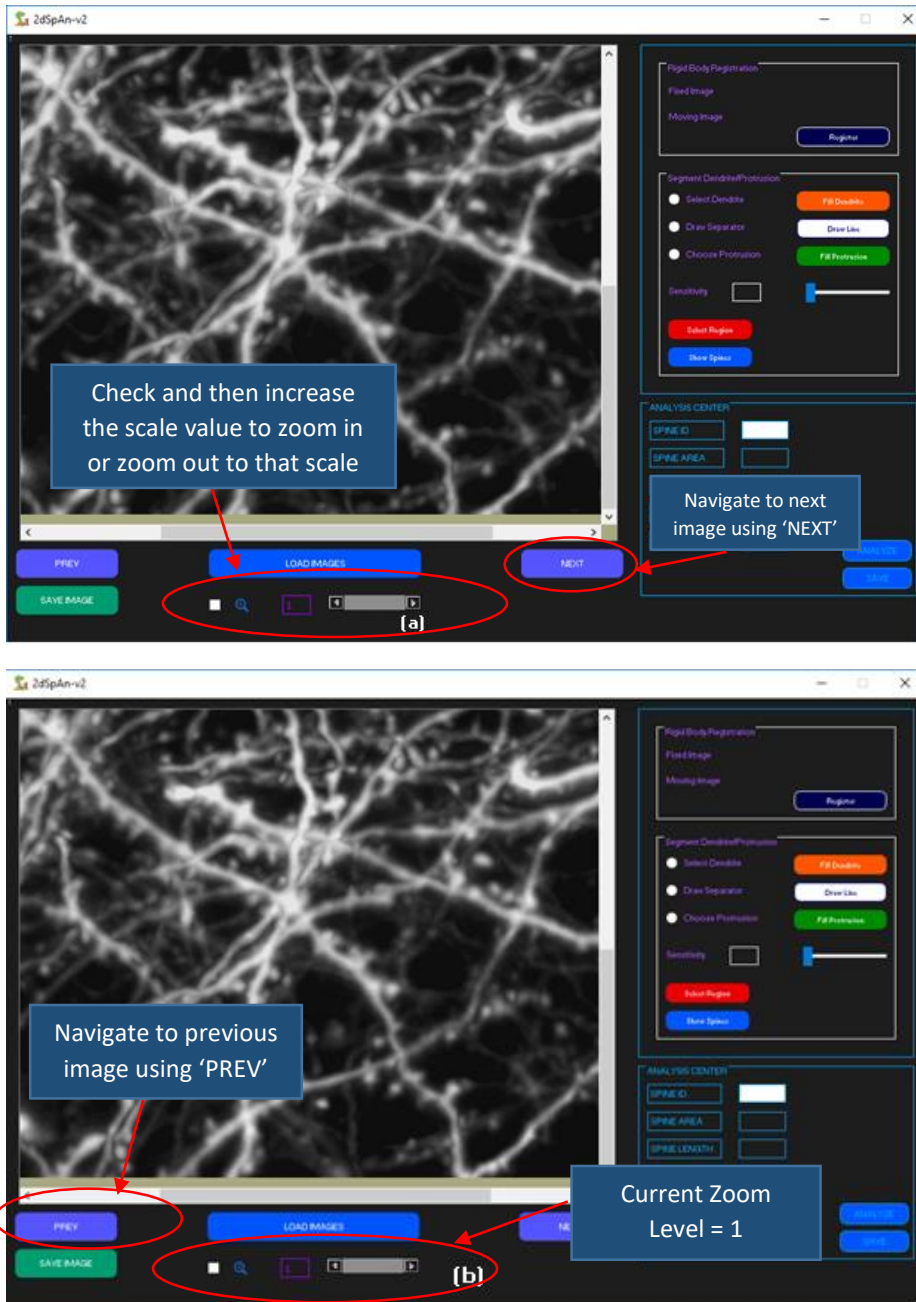 2dSpAn-v2
Rigid Body Registration
Fixed Image
Moving Image
Register
Segment Dendrite/Protrusion
Select Dendrite
Fill Dendrite
Draw Separator
Draw Line
Choose Protrusion
Fill Protrusion
Sensitivity
Select Region
Show Spines
Check and then increase
the scale value to zoom in
or zoom out to that scale
ANALYSIS CENTER
SPINE ID
SPINE AREA
Navigate to next
image using ‘NEXT’
PREV
LOAD IMAGES
NEXT
ANALYZE
SAVE
SAVE IMAGE
1
(a)
2dSpAn-v2
Rigid Body Registration
Fixed Image
Moving Image
Register
Segment Dendrite/Protrusion
Select Dendrite
Fill Dendrite
Draw Separator
Draw Line
Choose Protrusion
Fill Protrusion
Sensitivity
Select Region
Show Spines
Navigate to previous
image using ‘PREV’
ANALYSIS CENTER
SPINE ID
SPINE AREA
SPINE LENGTH
Current Zoom
Level = 1
PREV
LOAD IMAGES
NE
ANALYZE
SAVE
SAVE IMAGE
1
(b)